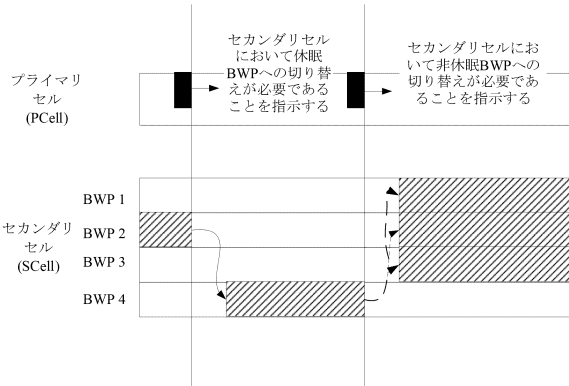 セカンダリセル
において休眠
BWPへの切り替
えが必要である
ことを指示する
セカンダリセルにお
いて非休眠BWPへの
切り替えが必要であ
ることを指示する
プライマリ
セル
(PCell)
セカンダリ
セル
(SCell)
BWP 1
BWP 2
BWP 3
BWP 4